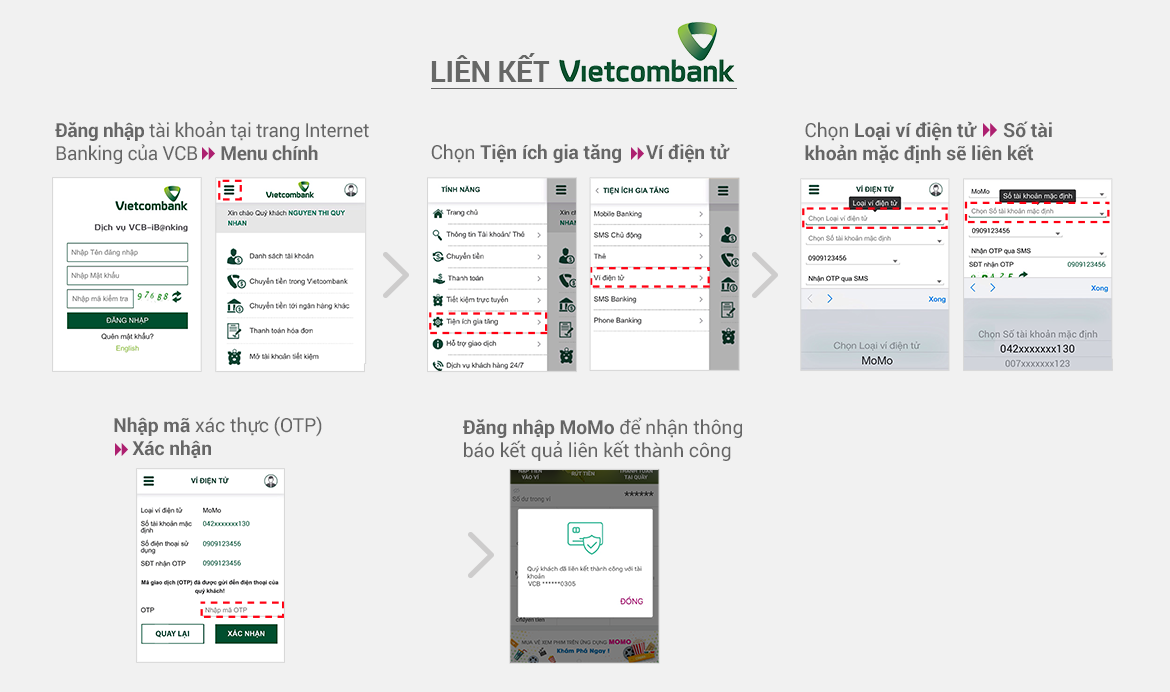 LIÊN KẾT Vietcombank
Đăng nhập tài khoản tại trang Internet
Banking của VCB Menu chính
Vietcombank
Dịch vụ VCB-iB@nking
Nhập Tên đăng nhập
Nhập Mật khẩu
Nhập mã kiểm tra 97688
ĐĂNG NHẬP
Quên mật khẩu?
English
Vietcombank
Xin chào Quý khách NGUYEN THI QUY
NHAN
Danh sách tài khoản
Chuyển tiền trong Vietcombank
Chuyển tiền tới ngân hàng khác
Thanh toán hóa đơn
Mở tài khoản tiết kiệm
Chọn Tiện ích gia tăng Ví điện tử
TÍNH NĂNG
Trang chủ
Thông tin Tài khoản/ Thẻ
Chuyển tiền
Thanh toán
Tiết kiệm trực tuyến
Tiện ích gia tăng
Hỗ trợ giao dịch
Dịch vụ khách hàng 24/7
Xin ch
NHAN
TIỆN ÍCH GIA TĂNG
Mobile Banking
SMS Chủ động
Thẻ
Ví điện tử
SMS Banking
Phone Banking
Chọn Loại ví điện tử Số tài
khoản mặc định sẽ liên kết
VÍ ĐIỆN TỬ
Loại ví điện tử
Chọn Loại ví điện tử
Chọn Số tài khoản mặc định
0909123456
Nhận OTP qua SMS
Xong
Chọn Loại ví điện tử
MoMo
MoMo
Số tài khoản mặc định
Chọn Số tài khoản mặc định
0909123456
Nhận OTP qua SMS
SĐT nhận OTP 0909123456
Xong
Chọn Số tài khoản mặc định
042xxxxxxx130
007xxxxxxx123
Nhập mã xác thực (OTP)
Xác nhận
VÍ ĐIỆN TỬ
Loại ví điện tử MoMo
Số tài khoản mặc
định 042xxxxxxx130
Số điện thoại sử
dụng 0909123456
SĐT nhận OTP 0909123456
Mã giao dịch (OTP) đã được gửi đến điện thoại của
quý khách!
OTP Nhập mã OTP
QUAY LẠI XÁC NHẬN
Đăng nhập MoMo để nhận thông
báo kết quả liên kết thành công
NẠP TIỀN
VÀO VÍ
RÚT TIỀN
THANH TOÁN
TẠI QUẦY
Số dư trong ví ******
Quý khách đã liên kết thành công với tài
khoản
VCB ******0305
ĐÓNG
chuyển tiền
MUA VÉ XEM PHIM TRÊN ỨNG DỤNG MOMO
Khám Phá Ngay !